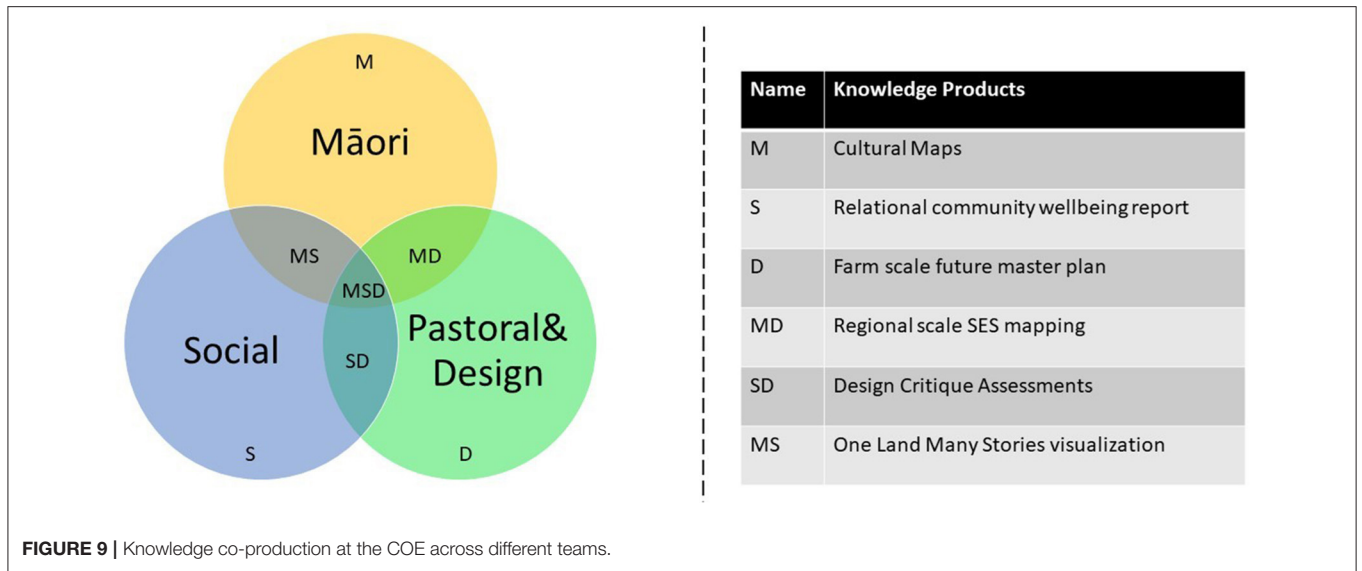 M
Māori
MS
MD
MSD
Social
Pastoral&
Design
SD
S
D
Name Knowledge Products
M Cultural Maps
S Relational community wellbeing report
D Farm scale future master plan
MD Regional scale SES mapping
SD Design Critique Assessments
MS One Land Many Stories visualization
FIGURE 9 | Knowledge co-production at the COE across different teams.